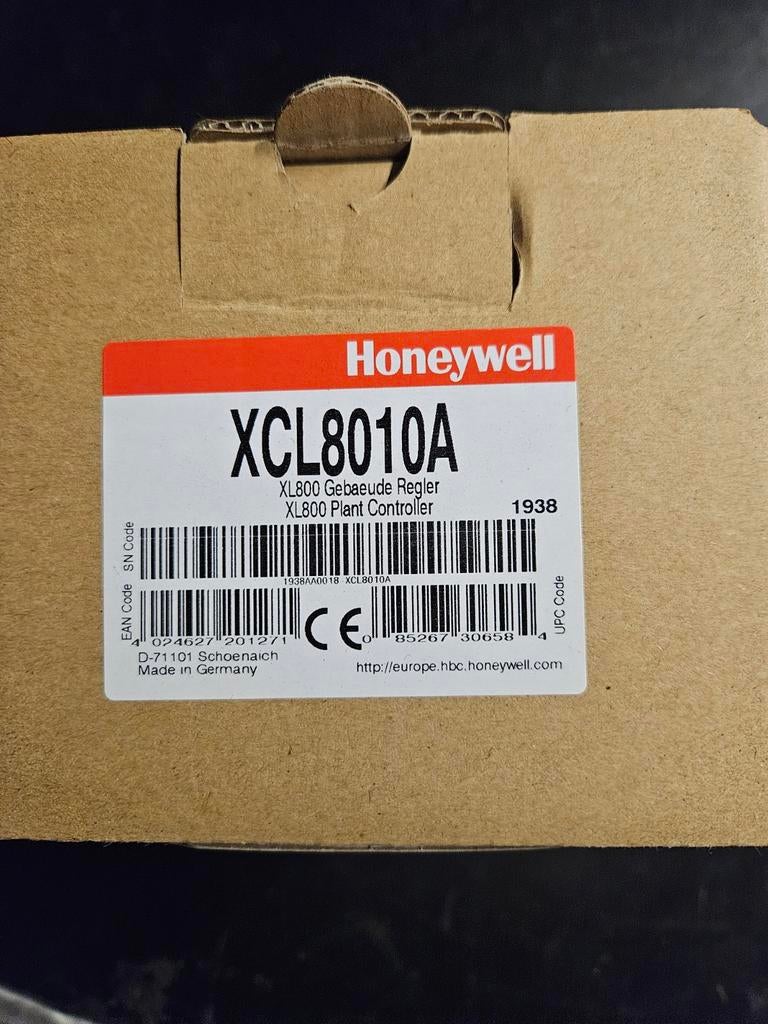 Honeywell
XCL8010A
XL800 Gebaeude Regler
XL800 Plant Controller
1938
SN Code
1938AA0018 XCL8010A
EAN Code
4 024627 201271
CE
0 85267 30658 4
UPC Code
D-71101 Schoenaich
Made in Germany
http://europe.hbc.honeywell.com